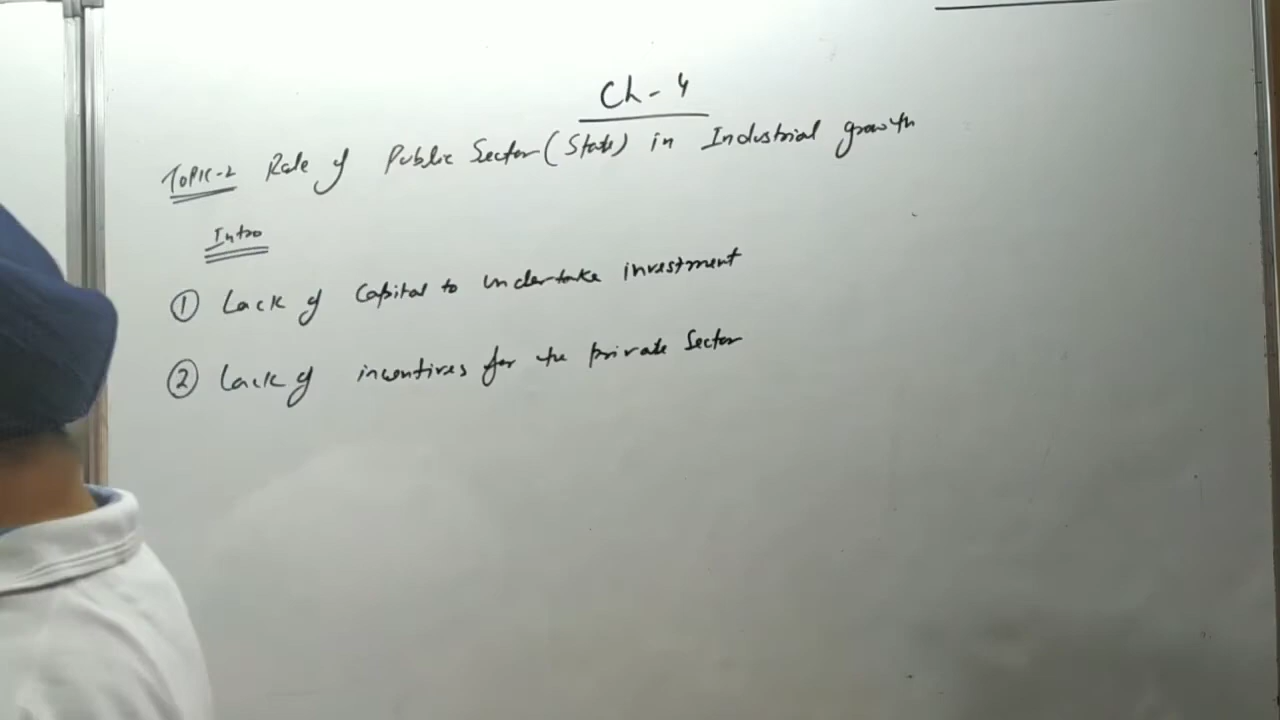 Ch - 4
TOPIC-2 Role of Public Sector (State) in Industrial growth
Intro
① Lack of Capital to undertake investment
② Lack of incentives for the private Sector